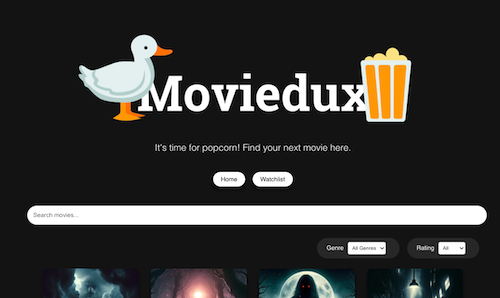 Moviedux
It's time for popcorn! Find your next movie here.
Home Watchlist
Search movies...
Genre All Genres Rating All